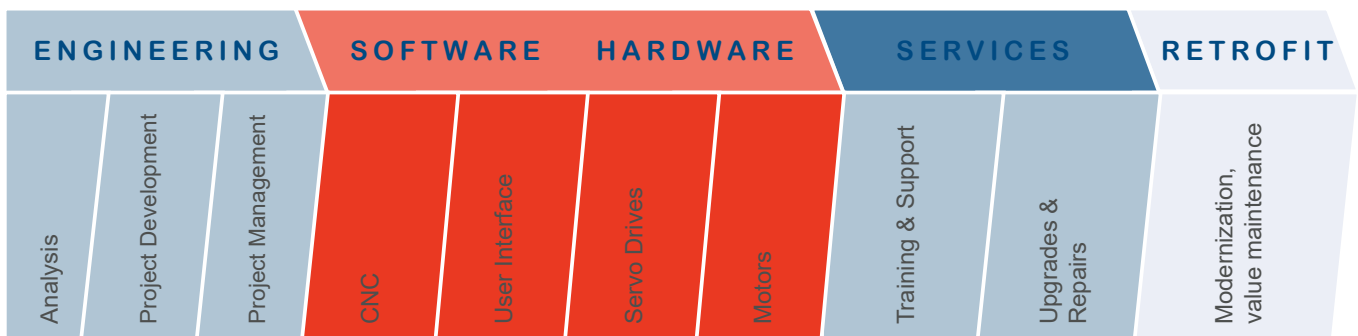 ENGINEERING
SOFTWARE HARDWARE
SERVICES
RETROFIT
Analysis
Project Development
Project Management
CNC
User Interface
Servo Drives
Motors
Training & Support
Upgrades &
Repairs
Modernization,
value maintenance